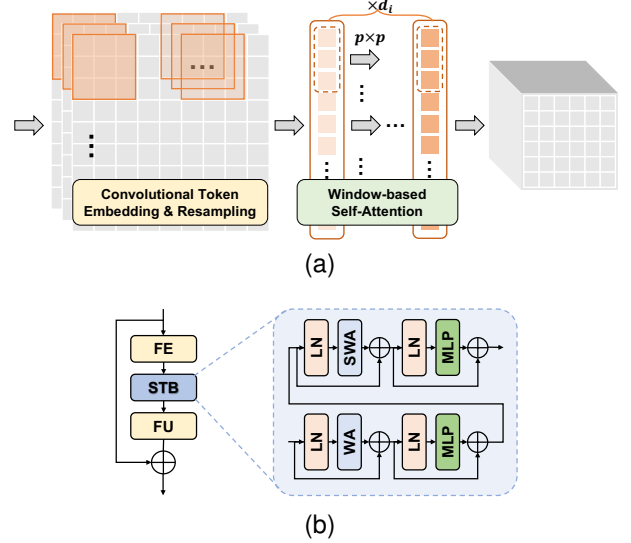 ×d_i
p×p
...
Convolutional Token
Embedding & Resampling
Window-based
Self-Attention
(a)
FE
STB
FU
LN
SWA
LN
MLP
LN
WA
LN
MLP
(b)